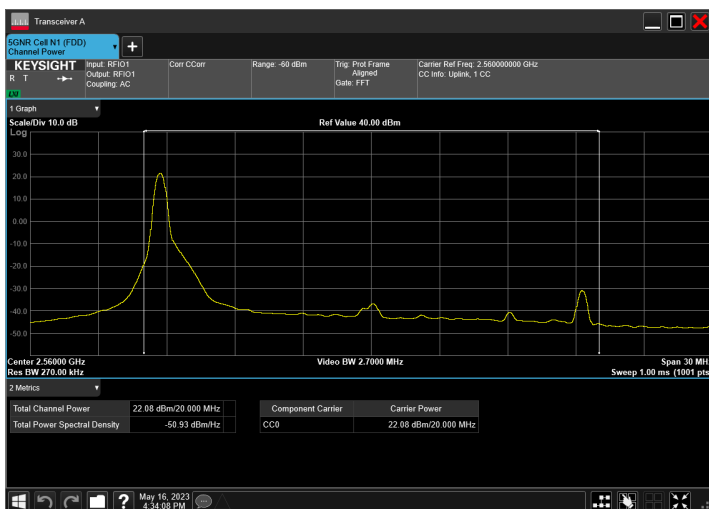 Transceiver A
5GNR Cell N1 (FDD)
Channel Power
KEYSIGHT
R T
LXI
Input: RFIO1
Output: RFIO1
Coupling: AC
Corr CCorr
Range: -60 dBm
Trig: Prot Frame
Aligned
Gate: FFT
Carrier Ref Freq: 2.560000000 GHz
CC Info: Uplink, 1 CC
1 Graph
Scale/Div 10.0 dB
Ref Value 40.00 dBm
Log
30.0
20.0
10.0
0.00
-10.0
-20.0
-30.0
-40.0
-50.0
Center 2.56000 GHz
Video BW 2.7000 MHz
Span 30 MHz
Res BW 270.00 kHz
Sweep 1.00 ms (1001 pts
2 Metrics
Total Channel Power 22.08 dBm/20.000 MHz
Total Power Spectral Density -50.93 dBm/Hz
Component Carrier Carrier Power
CC0 22.08 dBm/20.000 MHz
?
May 16, 2023
4:34:08 PM